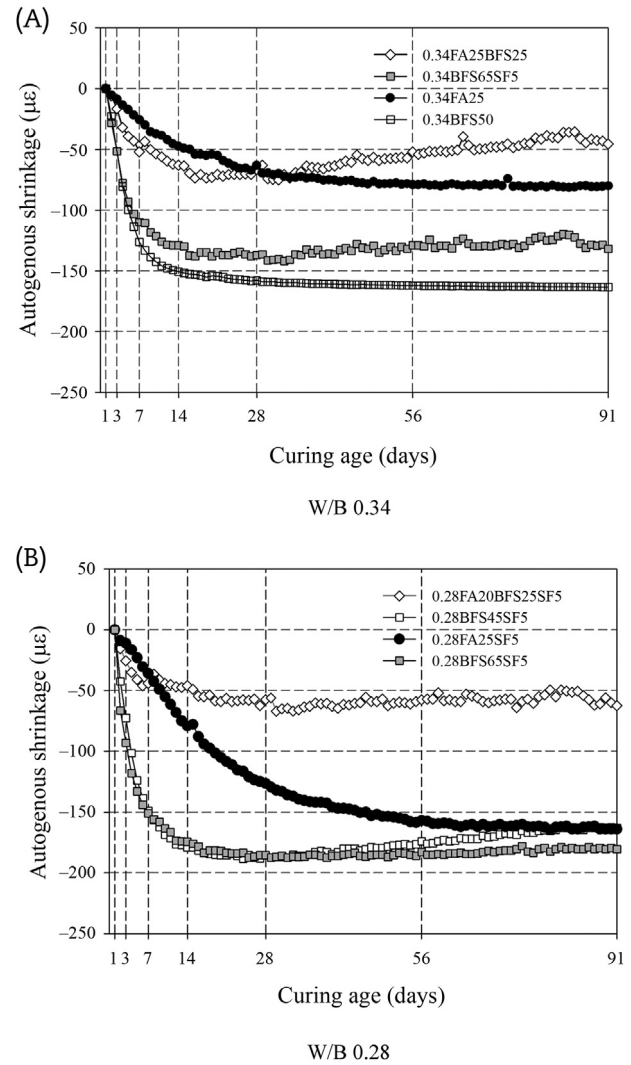 (A)
50
0
–50
–100
–150
–200
–250
Autogenous shrinkage (με)
0.34FA25BFS25
0.34BFS65SF5
0.34FA25
0.34BFS50
1 3 7 14 28 56 91
Curing age (days)
W/B 0.34
(B)
50
0
–50
–100
–150
–200
–250
Autogenous shrinkage (με)
0.28FA20BFS25SF5
0.28BFS45SF5
0.28FA25SF5
0.28BFS65SF5
1 3 7 14 28 56 91
Curing age (days)
W/B 0.28